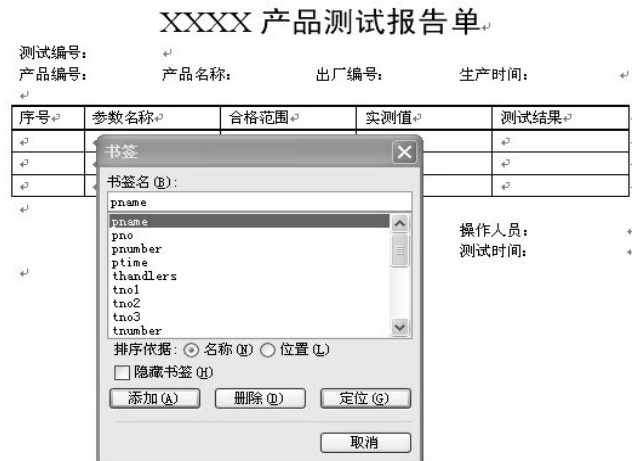 XXXX 产品测试报告单
测试编号:
产品编号: 产品名称: 出厂编号: 生产时间:
序号 参数名称 合格范围 实测值 测试结果
书签
书签名(B):
pname
pname
pno
pnumber
ptime
thandlers
tno1
tno2
tno3
tnumber
排序依据: 名称(N) 位置(L)
隐藏书签(H)
添加(A) 删除(D) 定位(G)
取消
操作人员:
测试时间: